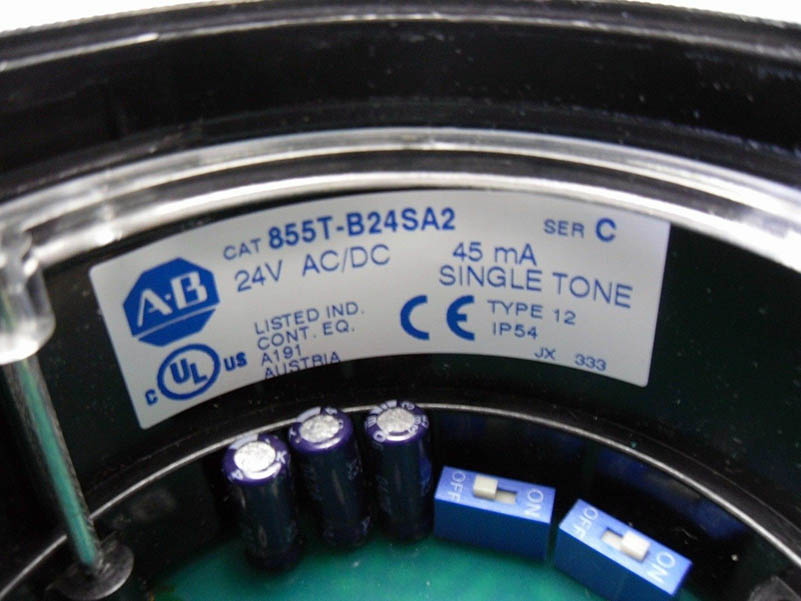 CAT 855T-B24SA2 SER C
24V AC/DC 45 mA
SINGLE TONE
A·B
LISTED IND.
CONT. EQ.
A191
AUSTRIA
C UL US
CE
TYPE 12
IP54
JX 333
OFF ON
OFF ON